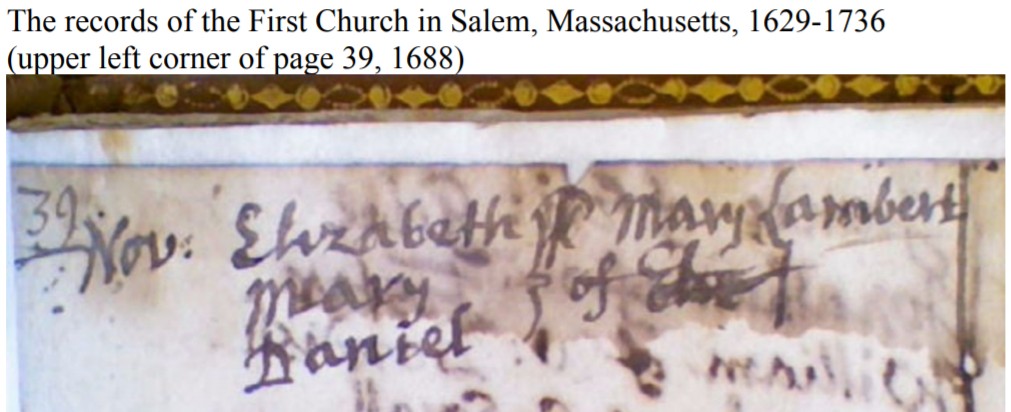 The records of the First Church in Salem, Massachusetts, 1629-1736
(upper left corner of page 39, 1688)
39
Nov: Elizabeth Mary Lambert
Mary of
Daniel